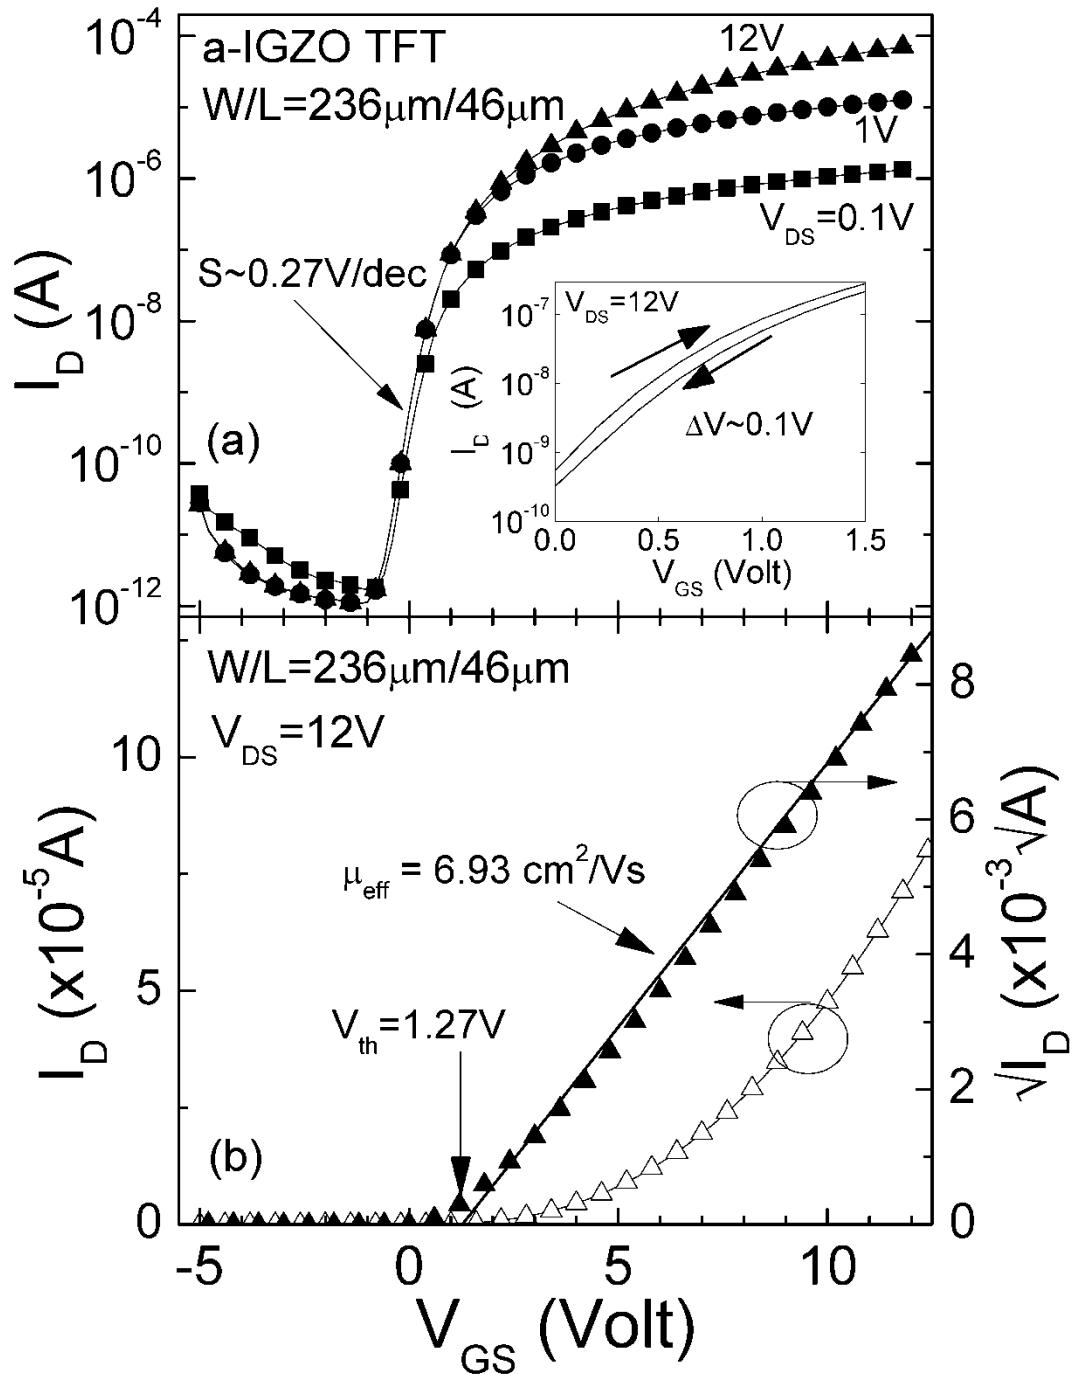 10⁻⁴
a-IGZO TFT
12V
W/L=236μm/46μm
1V
10⁻⁶
V_DS=0.1V
S~0.27V/dec
10⁻⁸
I_D (A)
(a)
10⁻¹⁰
10⁻¹²
V_DS=12V
10⁻⁷
10⁻⁸
ΔV~0.1V
10⁻⁹
10⁻¹⁰
I_D (A)
0.0 0.5 1.0 1.5
V_GS (Volt)
W/L=236μm/46μm
V_DS=12V
8
10
6
μ_eff = 6.93 cm²/Vs
4
5
V_th=1.27V
2
(b)
0
0
I_D (x10⁻⁵A)
√I_D (x10⁻³√A)
-5 0 5 10
V_GS (Volt)